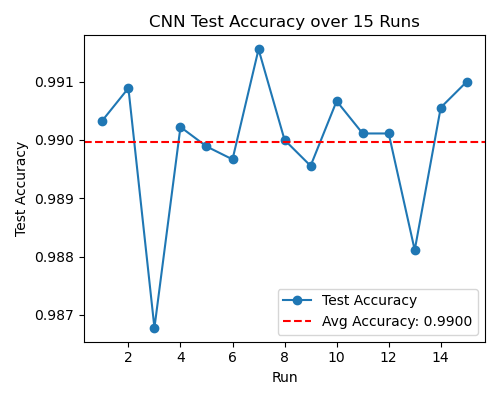 CNN Test Accuracy over 15 Runs
Test Accuracy
0.991
0.990
0.989
0.988
0.987
Test Accuracy
Avg Accuracy: 0.9900
2 4 6 8 10 12 14
Run